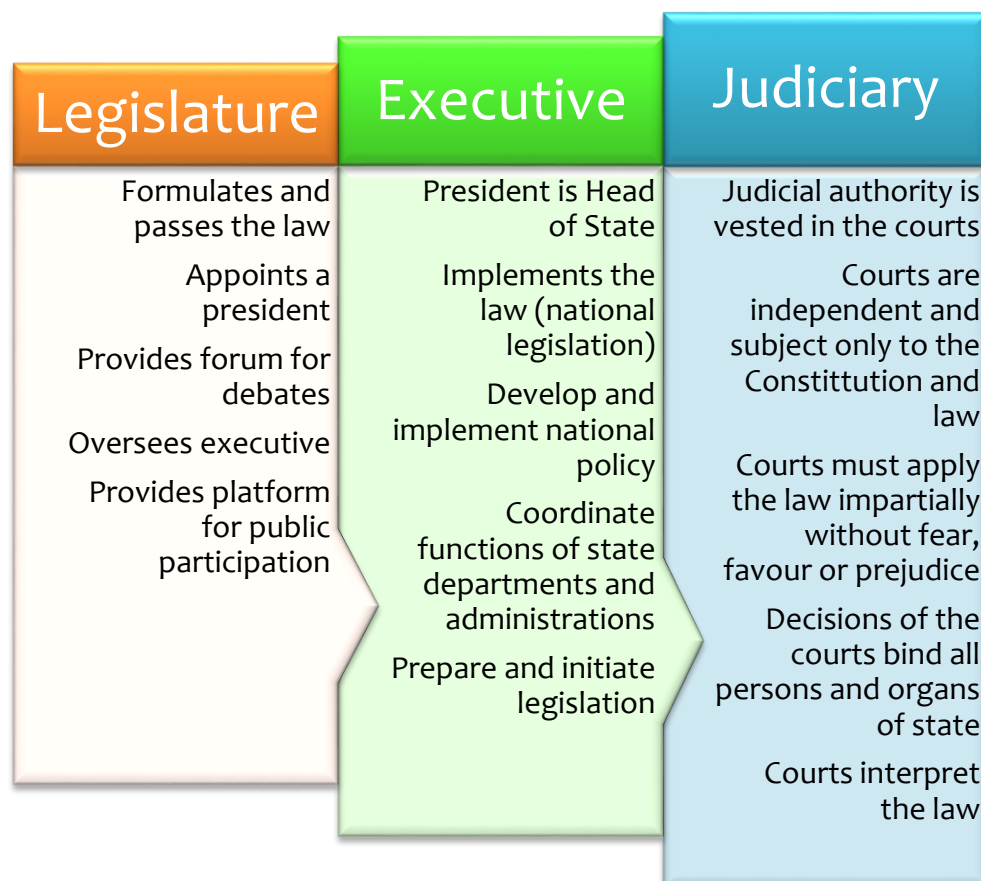 Legislature
Formulates and
passes the law
Appoints a
president
Provides forum for
debates
Oversees executive
Provides platform
for public
participation
Executive
President is Head
of State
Implements the
law (national
legislation)
Develop and
implement national
policy
Coordinate
functions of state
departments and
administrations
Prepare and initiate
legislation
Judiciary
Judicial authority is
vested in the courts
Courts are
independent and
subject only to the
Constittution and
law
Courts must apply
the law impartially
without fear,
favour or prejudice
Decisions of the
courts bind all
persons and organs
of state
Courts interpret
the law